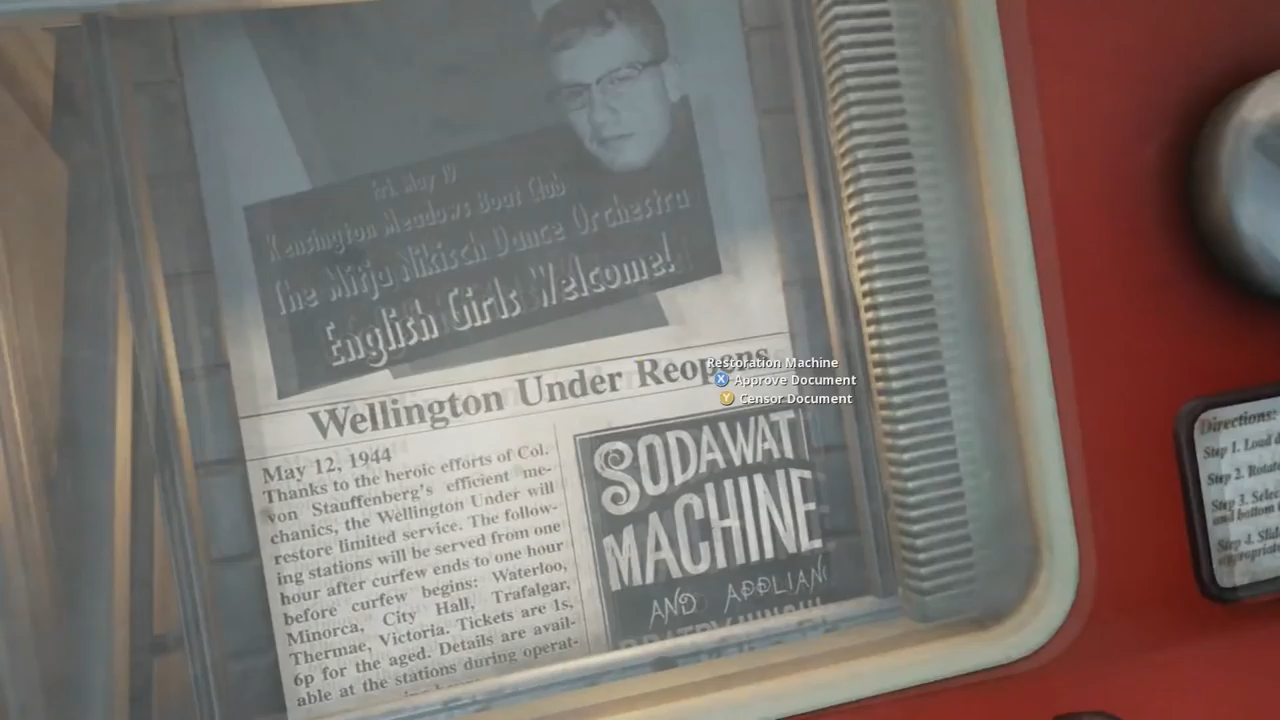 Fri. May 19
Kensington Meadows Boat Club
The Mitja Nikisch Dance Orchestra
English Girls Welcome!
Wellington Under Reopens
Restoration Machine
X Approve Document
Y Censor Document
May 12, 1944
Thanks to the heroic efforts of Col.
von Stauffenberg's efficient me-
chanics, the Wellington Under will
restore limited service. The follow-
ing stations will be served from one
hour after curfew ends to one hour
before curfew begins: Waterloo,
Minorca, City Hall, Trafalgar,
Thermae, Victoria. Tickets are 1s,
6p for the aged. Details are avail-
able at the stations during operat-
SODAWAT
MACHINE
AND APPLIAN
Directions:
Step 1. Load
Step 2. Rotat
Step 3. Selec
and bottom
Step 4. Slid